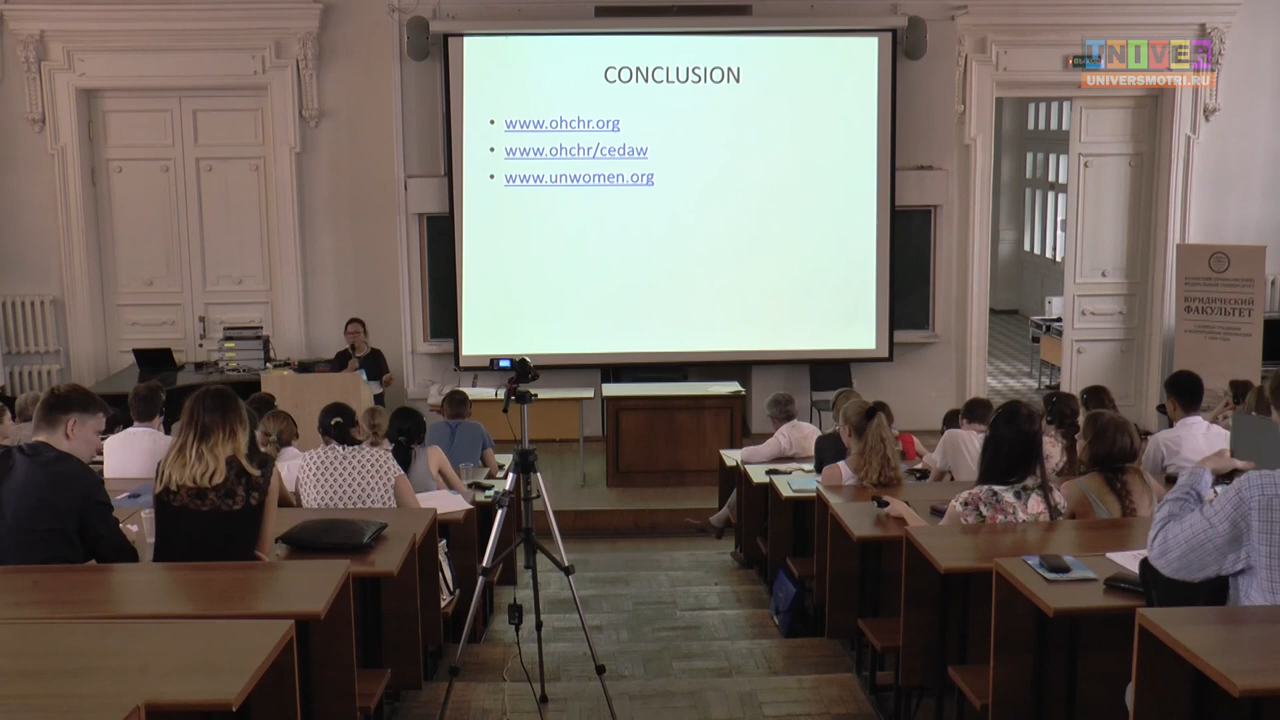 CONCLUSION
• www.ohchr.org
• www.ohchr/cedaw
• www.unwomen.org
UNIVER
UNIVERSMOTRI.RU
ЮРИДИЧЕСКИЙ
ФАКУЛЬТЕТ